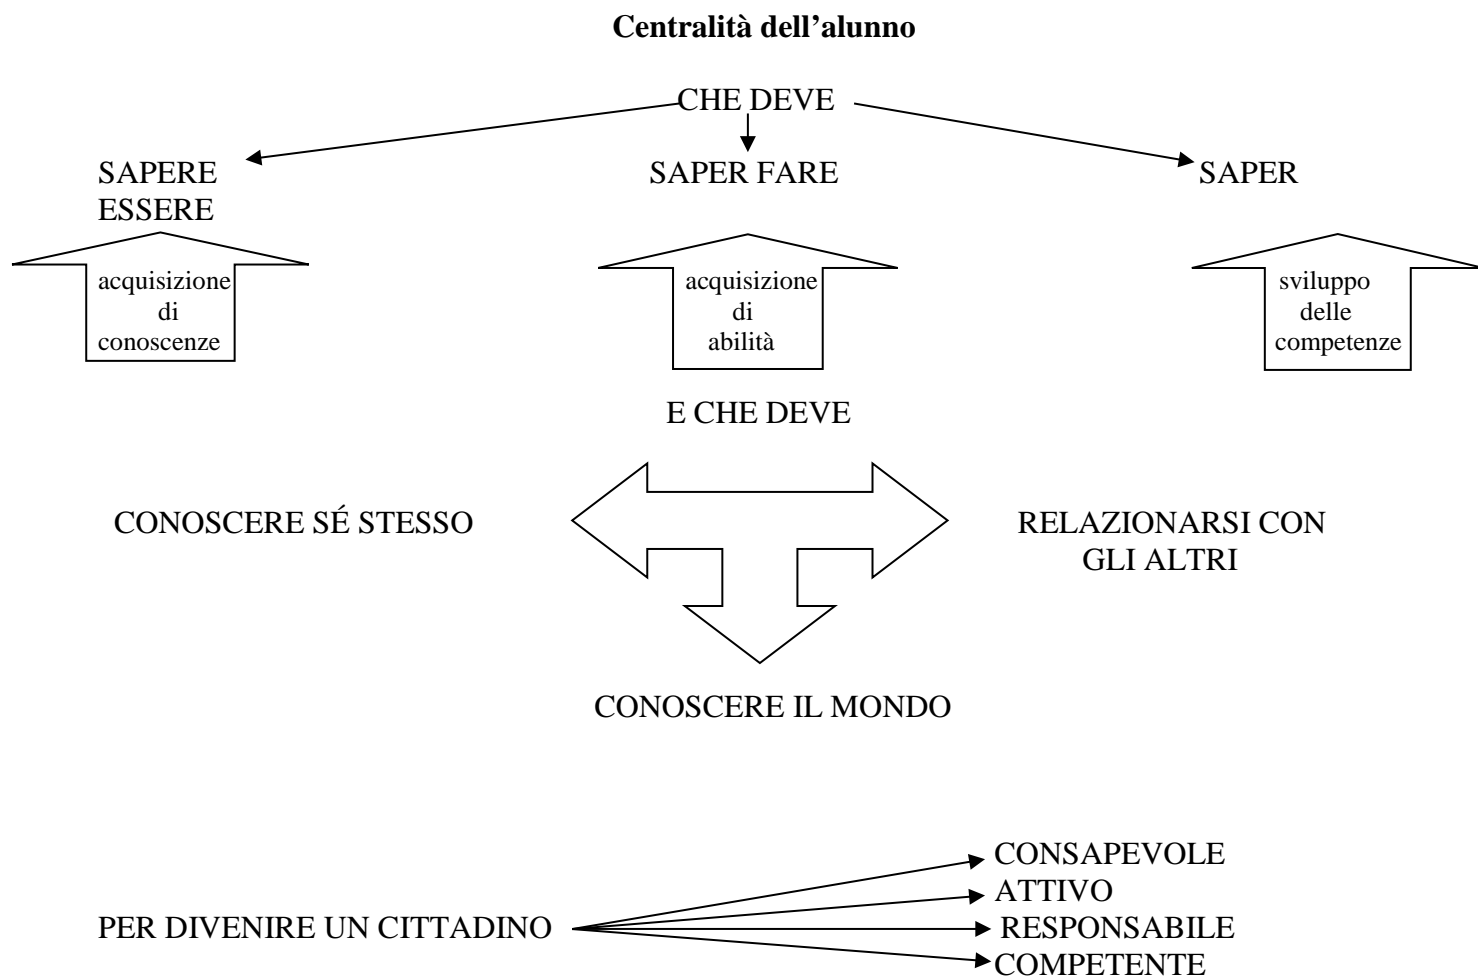 Centralità dell’alunno
CHE DEVE
SAPERE SAPER FARE SAPER
ESSERE
acquisizione
di
conoscenze
acquisizione
di
abilità
sviluppo
delle
competenze
E CHE DEVE
CONOSCERE SÉ STESSO
RELAZIONARSI CON
GLI ALTRI
CONOSCERE IL MONDO
PER DIVENIRE UN CITTADINO
CONSAPEVOLE
ATTIVO
RESPONSABILE
COMPETENTE